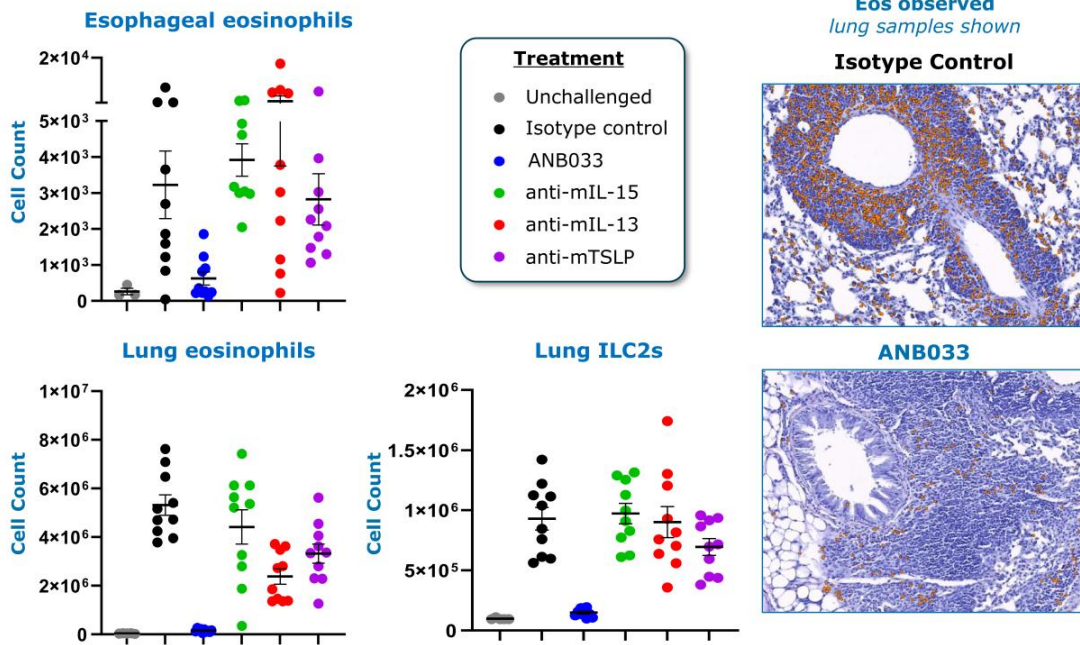 Esophageal eosinophils
Cell Count
2×10⁴
5×10³
4×10³
3×10³
2×10³
1×10³
0
Treatment
Unchallenged
Isotype control
ANB033
anti-mIL-15
anti-mIL-13
anti-mTSLP
Eos observed
lung samples shown
Isotype Control
Lung eosinophils
Cell Count
1×10⁷
8×10⁶
6×10⁶
4×10⁶
2×10⁶
0
Lung ILC2s
Cell Count
2×10⁶
1.5×10⁶
1×10⁶
5×10⁵
0
ANB033